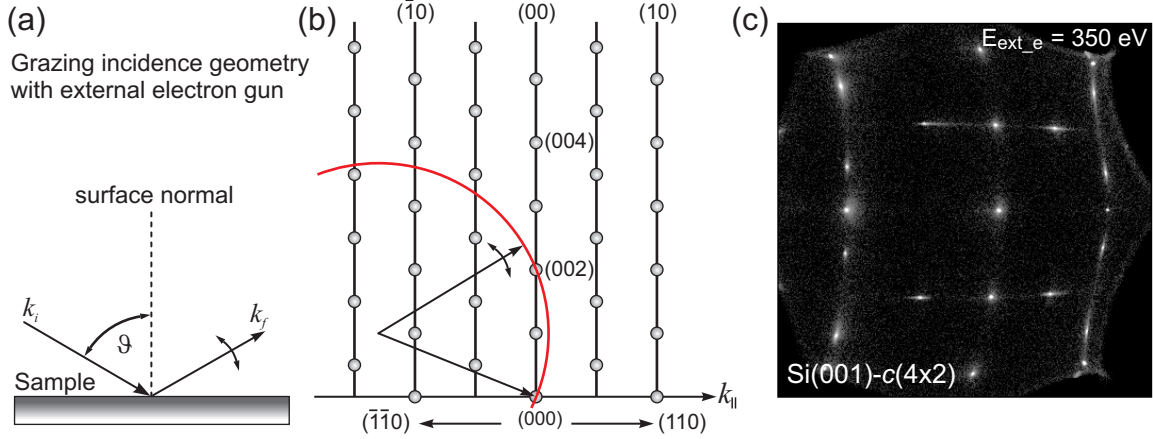 (a)
Grazing incidence geometry
with external electron gun
surface normal
kᵢ
ϑ
k_f
Sample
(b)
(1̅0)
(00)
(10)
(004)
(002)
(000)
k_||
(1̅1̅0)
(110)
(c)
E_ext_e = 350 eV
Si(001)-c(4x2)